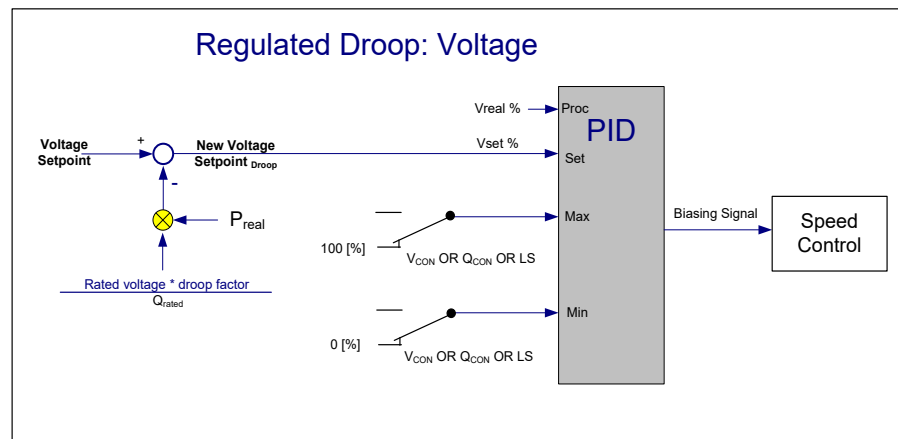 Regulated Droop: Voltage
Vreal %
Proc
PID
Voltage
Setpoint
+
New Voltage
Setpoint Droop
Vset %
Set
-
Preal
Max
Biasing Signal
Speed
Control
100 [%]
VCON OR QCON OR LS
Rated voltage * droop factor
Qrated
Min
0 [%]
VCON OR QCON OR LS